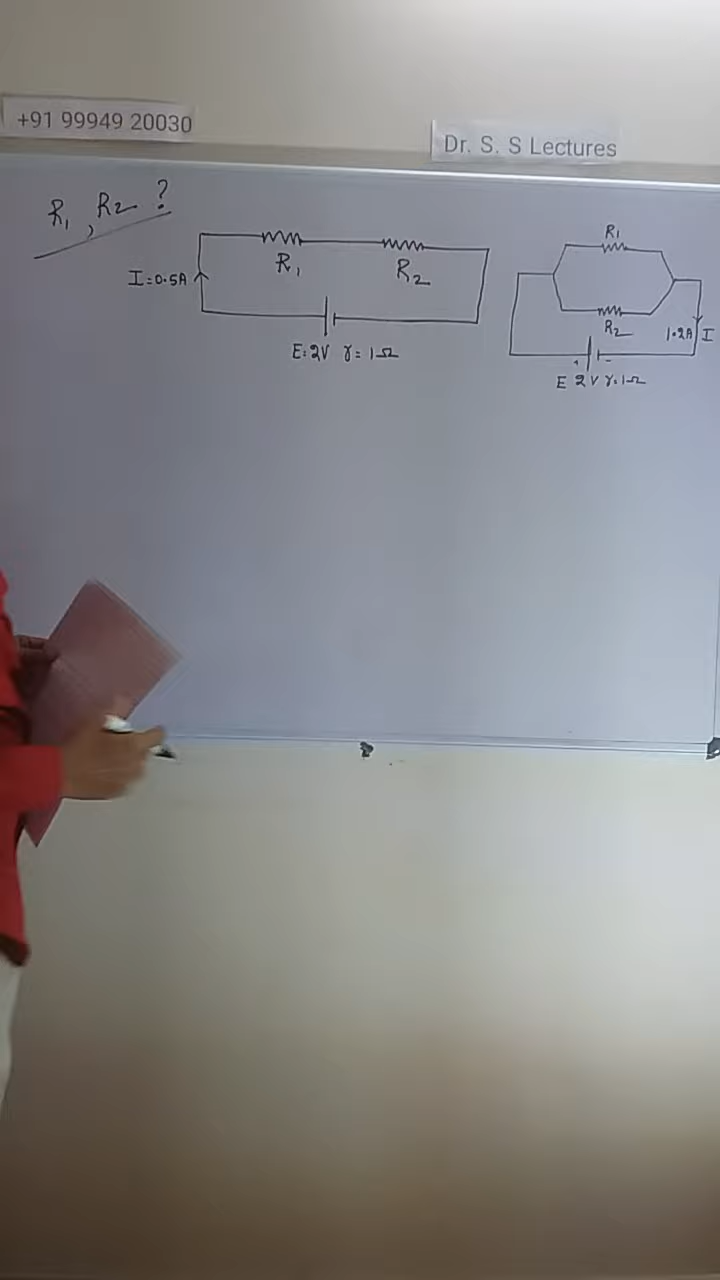 +91 99949 20030
Dr. S. S Lectures
R₁, R₂ ?
I=0.5A
R₁
R₂
E=2V r=1Ω
R₁
R₂
1.2A I
+ -
E 2V r=1Ω